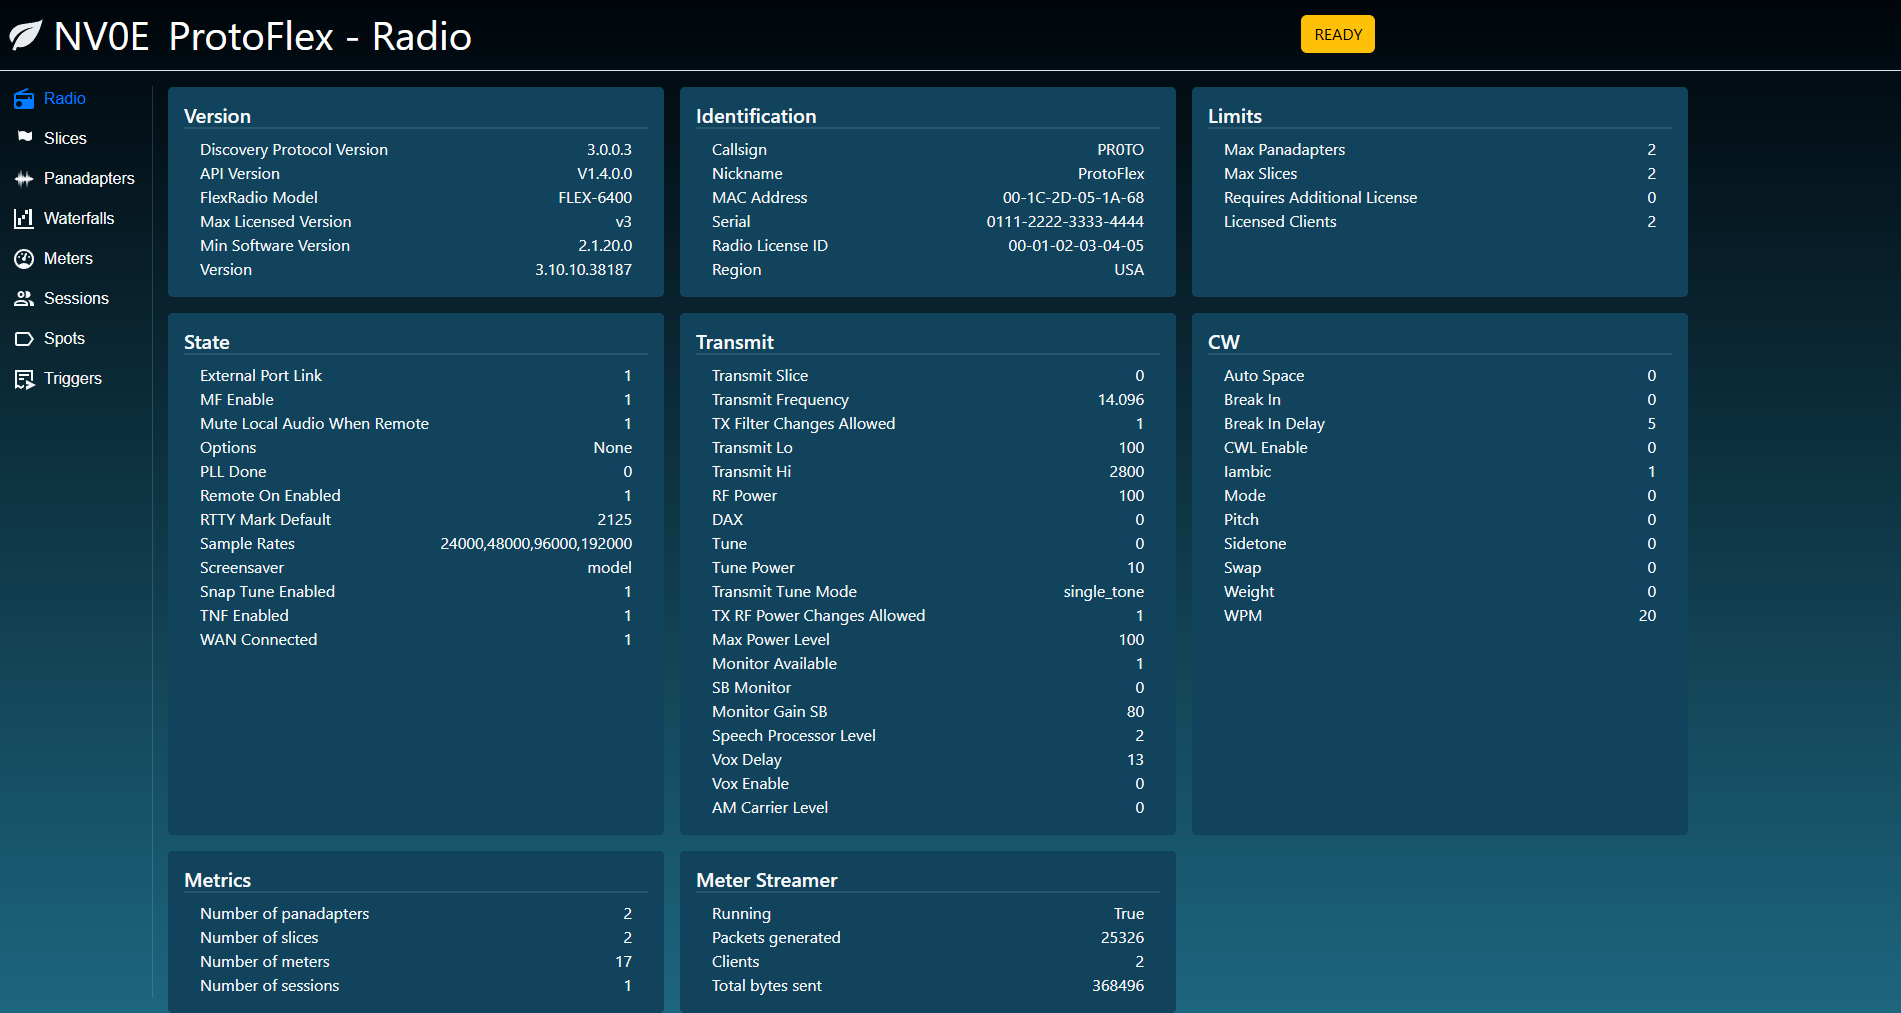 NV0E ProtoFlex - Radio
READY
Radio
Slices
Panadapters
Waterfalls
Meters
Sessions
Spots
Triggers
Version
Discovery Protocol Version 3.0.0.3
API Version V1.4.0.0
FlexRadio Model FLEX-6400
Max Licensed Version v3
Min Software Version 2.1.20.0
Version 3.10.10.38187
Identification
Callsign PR0TO
Nickname ProtoFlex
MAC Address 00-1C-2D-05-1A-68
Serial 0111-2222-3333-4444
Radio License ID 00-01-02-03-04-05
Region USA
Limits
Max Panadapters 2
Max Slices 2
Requires Additional License 0
Licensed Clients 2
State
External Port Link 1
MF Enable 1
Mute Local Audio When Remote 1
Options None
PLL Done 0
Remote On Enabled 1
RTTY Mark Default 2125
Sample Rates 24000,48000,96000,192000
Screensaver model
Snap Tune Enabled 1
TNF Enabled 1
WAN Connected 1
Transmit
Transmit Slice 0
Transmit Frequency 14.096
TX Filter Changes Allowed 1
Transmit Lo 100
Transmit Hi 2800
RF Power 100
DAX 0
Tune 0
Tune Power 10
Transmit Tune Mode single_tone
TX RF Power Changes Allowed 1
Max Power Level 100
Monitor Available 1
SB Monitor 0
Monitor Gain SB 80
Speech Processor Level 2
Vox Delay 13
Vox Enable 0
AM Carrier Level 0
CW
Auto Space 0
Break In 0
Break In Delay 5
CWL Enable 0
Iambic 1
Mode 0
Pitch 0
Sidetone 0
Swap 0
Weight 0
WPM 20
Metrics
Number of panadapters 2
Number of slices 2
Number of meters 17
Number of sessions 1
Meter Streamer
Running True
Packets generated 25326
Clients 2
Total bytes sent 368496